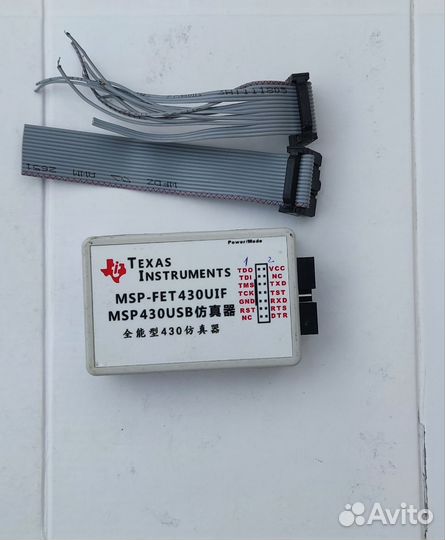 Power/Mode
TEXAS
INSTRUMENTS
MSP-FET430UIF
MSP430USB仿真器
全能型430仿真器
1 2
TDO VCC
TDI NC
TMS TXD
TCK TST
GND RXD
RST RTS
NC DTR
2651 AWM
Avito